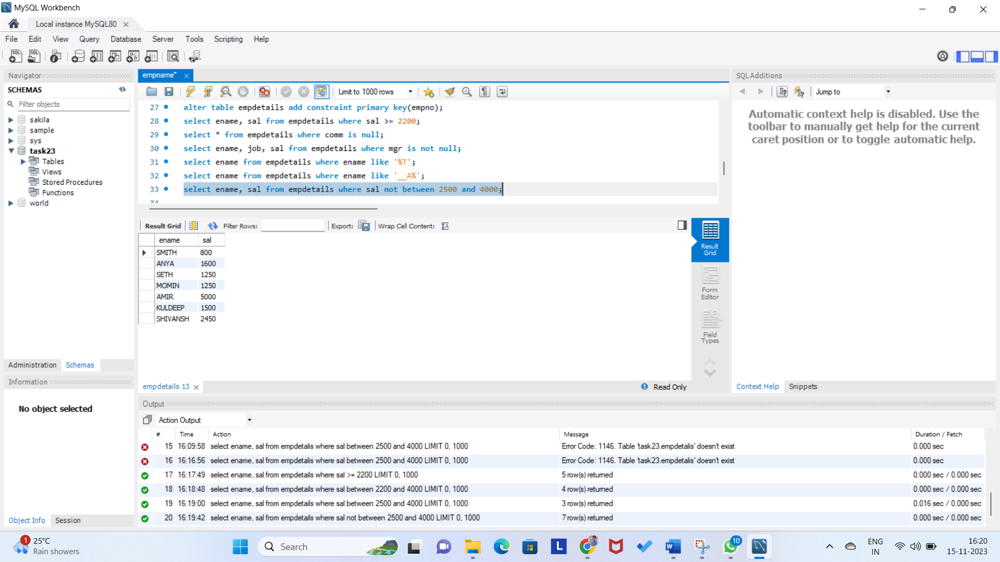 MySQL Workbench
Local instance MySQL80
File Edit View Query Database Server Tools Scripting Help
Navigator
SCHEMAS
Filter objects
sakila
sample
sys
task23
Tables
Views
Stored Procedures
Functions
world
Administration Schemas
Information
No object selected
Object Info Session
empname*
Limit to 1000 rows
27 alter table empdetails add constraint primary key(empno);
28 select ename, sal from empdetails where sal >= 2200;
29 select * from empdetails where comm is null;
30 select ename, job, sal from empdetails where mgr is not null;
31 select ename from empdetails where ename like '%T';
32 select ename from empdetails where ename like '__A%';
33 select ename, sal from empdetails where sal not between 2500 and 4000;
34
Result Grid Filter Rows: Export: Wrap Cell Content:
ename sal
SMITH 800
ANYA 1600
SETH 1250
MOMIN 1250
AMIR 5000
KULDEEP 1500
SHIVANSH 2450
Result
Grid
Form
Editor
Field
Types
empdetails 13
Read Only
SQLAdditions
Jump to
Automatic context help is disabled. Use the
toolbar to manually get help for the current
caret position or to toggle automatic help.
Context Help Snippets
Output
Action Output
# Time Action Message Duration / Fetch
15 16:09:58 select ename, sal from empdetalis where sal between 2500 and 4000 LIMIT 0, 1000 Error Code: 1146. Table 'task23.empdetalis' doesn't exist 0.000 sec
16 16:16:56 select ename, sal from empdetalis where sal between 2500 and 4000 LIMIT 0, 1000 Error Code: 1146. Table 'task23.empdetalis' doesn't exist 0.000 sec
17 16:17:49 select ename, sal from empdetails where sal >= 2200 LIMIT 0, 1000 5 row(s) returned 0.000 sec / 0.000 sec
18 16:18:48 select ename, sal from empdetails where sal between 2200 and 4000 LIMIT 0, 1000 4 row(s) returned 0.000 sec / 0.000 sec
19 16:19:00 select ename, sal from empdetails where sal between 2500 and 4000 LIMIT 0, 1000 3 row(s) returned 0.016 sec / 0.000 sec
20 16:19:42 select ename, sal from empdetails where sal not between 2500 and 4000 LIMIT 0, 1000 7 row(s) returned 0.000 sec / 0.000 sec
1
25°C
Rain showers
Search
L
W
10
ENG
IN
16:20
15-11-2023